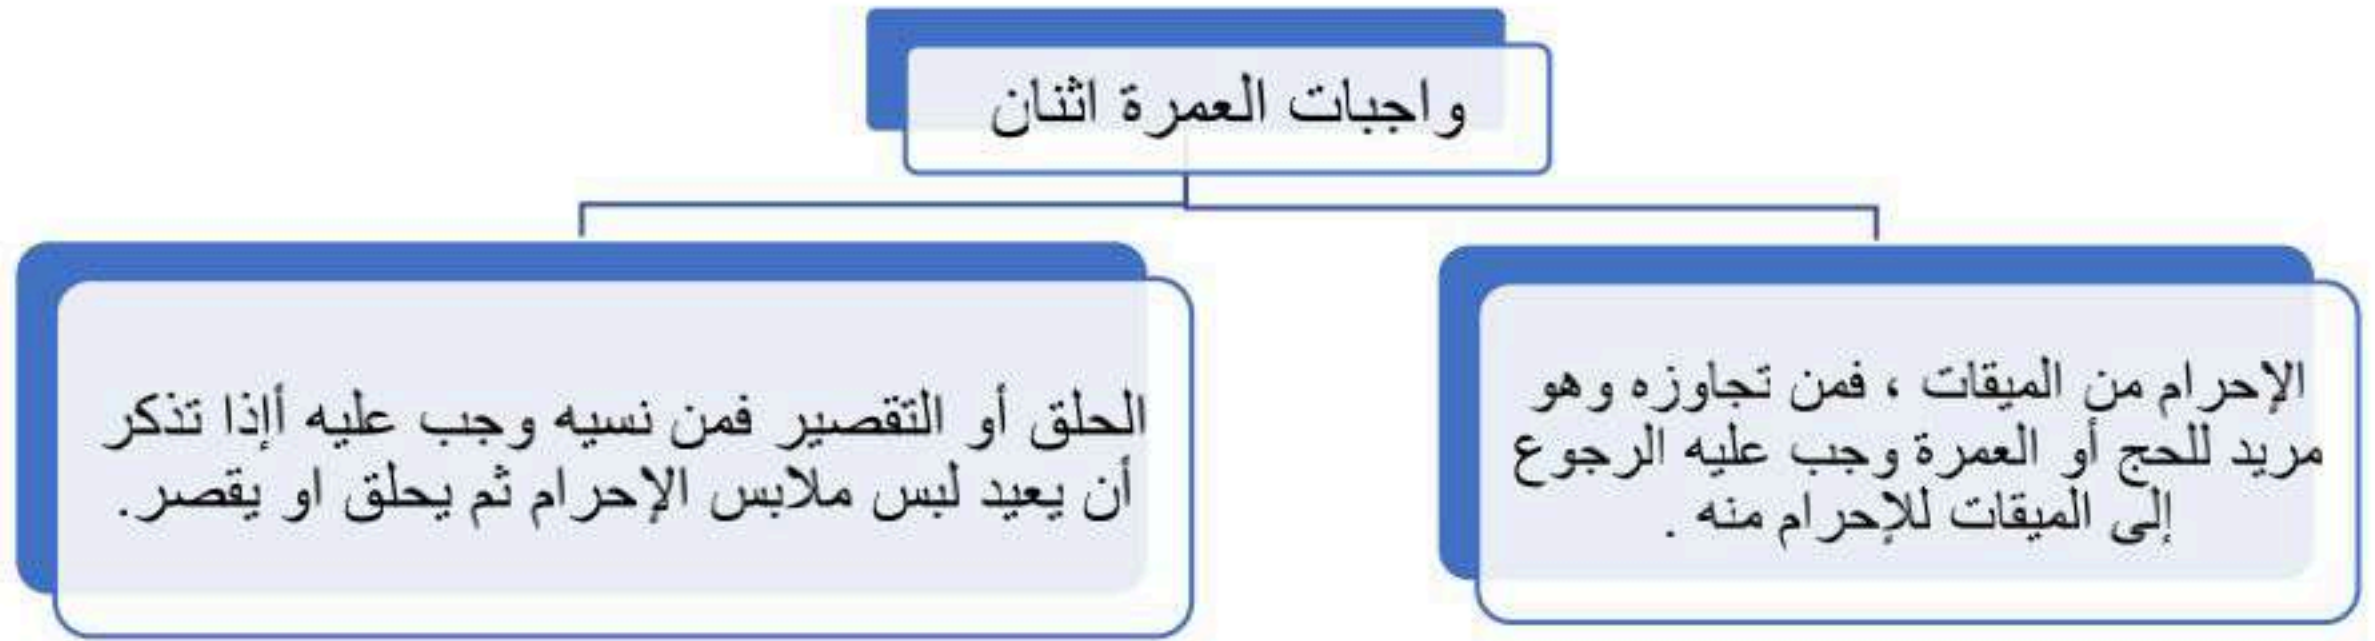 واجبات العمرة اثنان
الإحرام من الميقات ، فمن تجاوزه وهو
مريد للحج أو العمرة وجب عليه الرجوع
إلى الميقات للإحرام منه .
الحلق أو التقصير فمن نسيه وجب عليه أإذا تذكر
أن يعيد لبس ملابس الإحرام ثم يحلق او يقصر.